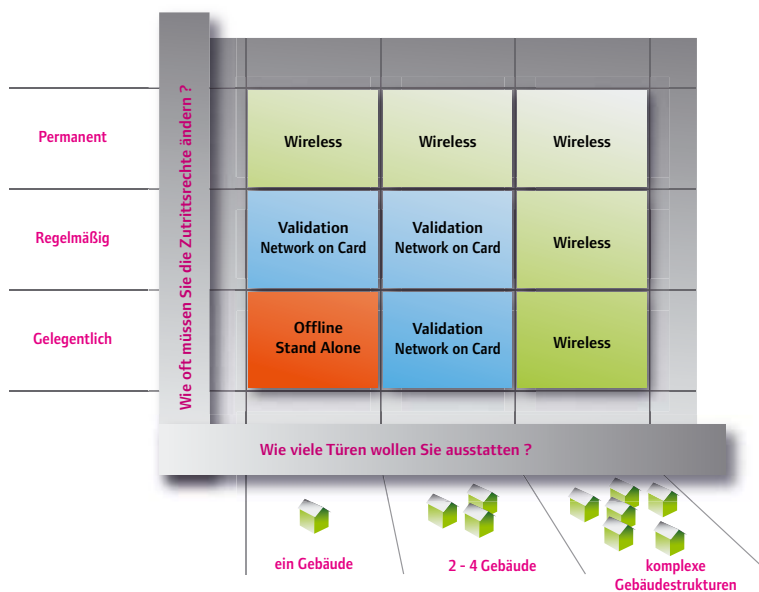 Wie oft müssen Sie die Zutrittsrechte ändern ?
Permanent
Wireless
Wireless
Wireless
Regelmäßig
Validation
Network on Card
Validation
Network on Card
Wireless
Gelegentlich
Offline
Stand Alone
Validation
Network on Card
Wireless
Wie viele Türen wollen Sie ausstatten ?
ein Gebäude
2 - 4 Gebäude
komplexe
Gebäudestrukturen